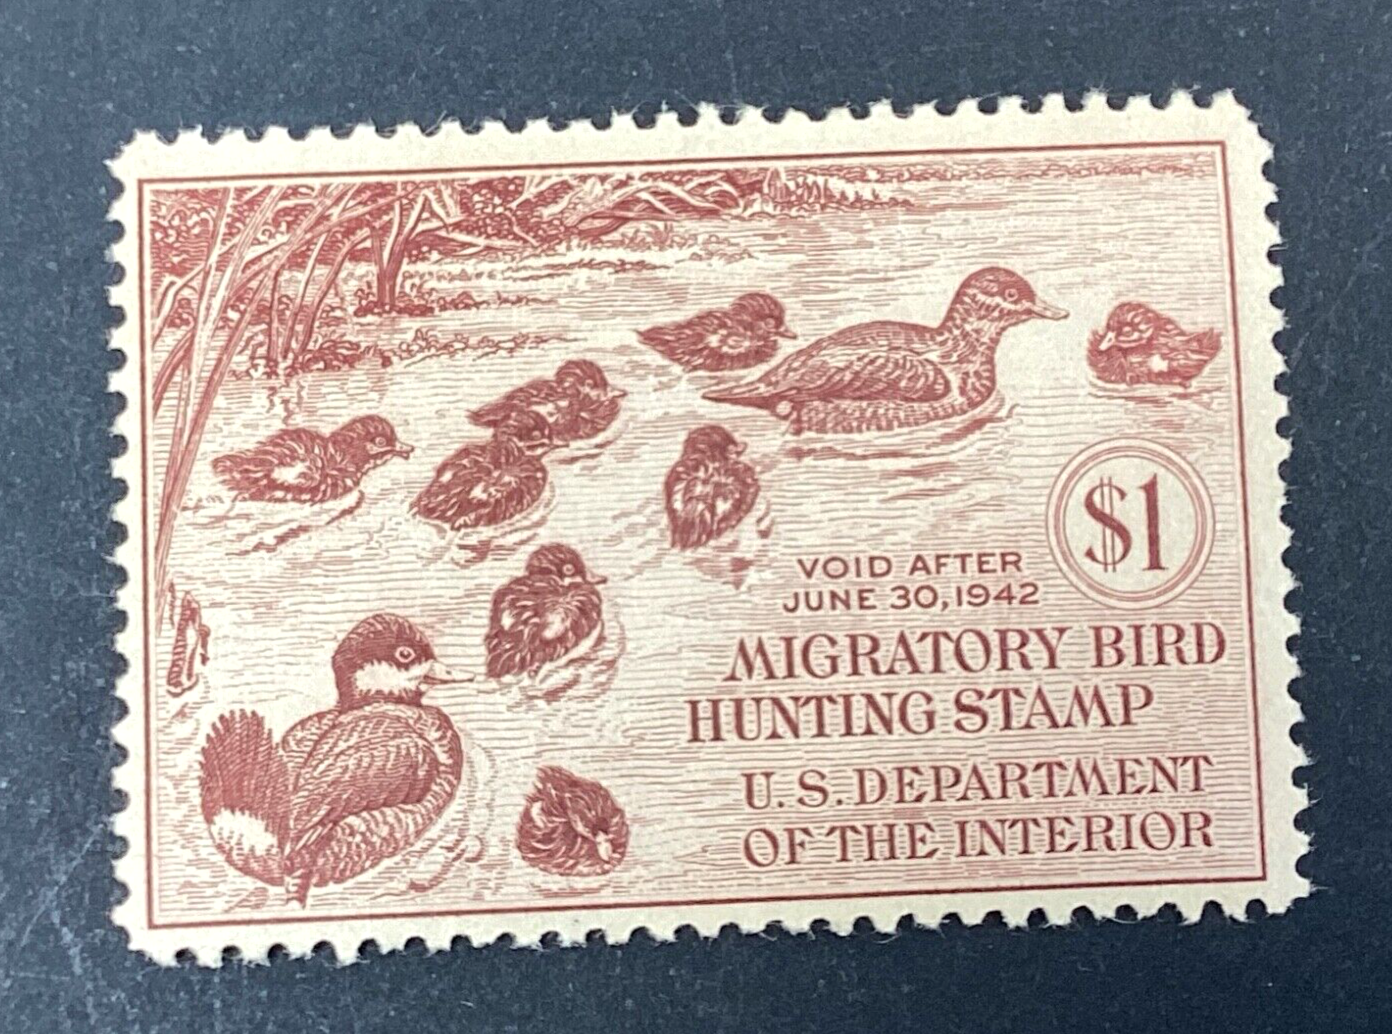 $1
VOID AFTER
JUNE 30, 1942
MIGRATORY BIRD
HUNTING STAMP
U.S. DEPARTMENT
OF THE INTERIOR